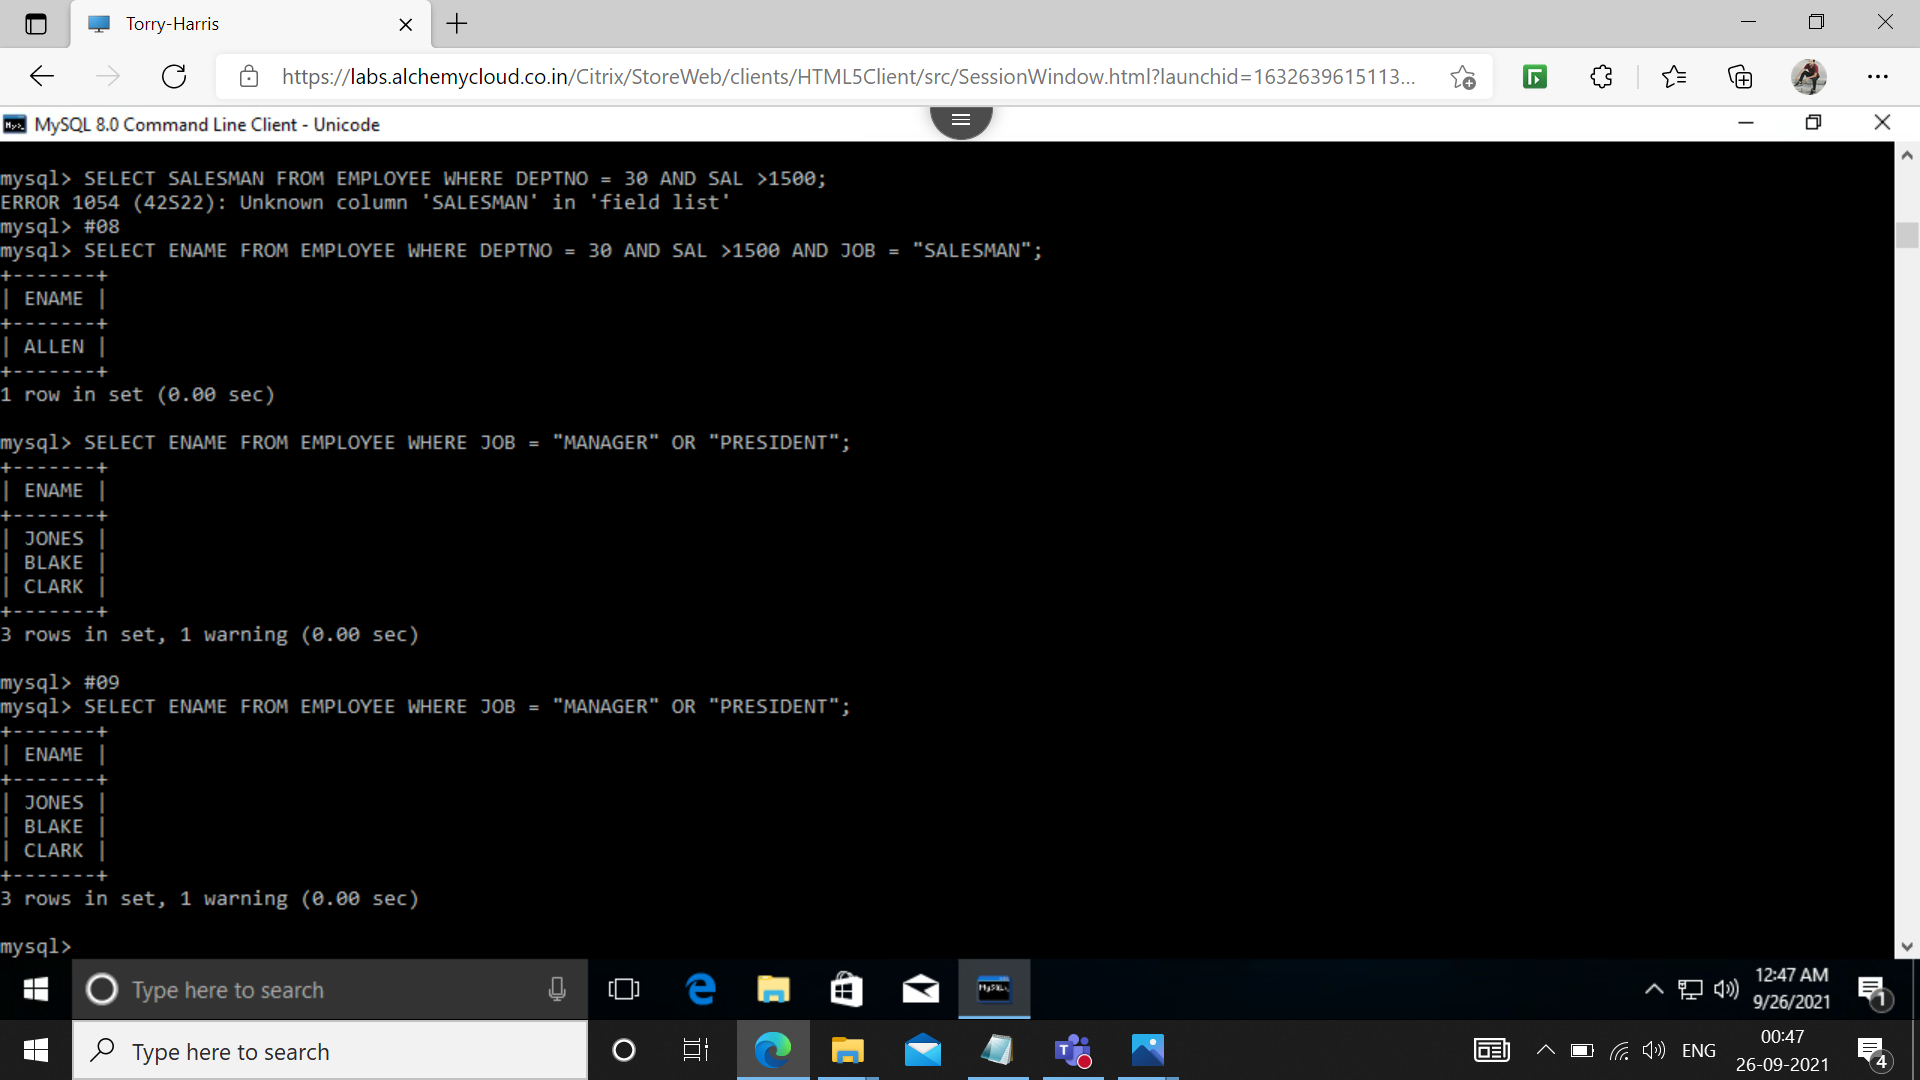 Torry-Harris
https://labs.alchemycloud.co.in/Citrix/StoreWeb/clients/HTML5Client/src/SessionWindow.html?launchid=1632639615113...
MySQL 8.0 Command Line Client - Unicode
mysql> SELECT SALESMAN FROM EMPLOYEE WHERE DEPTNO = 30 AND SAL >1500;
ERROR 1054 (42S22): Unknown column 'SALESMAN' in 'field list'
mysql> #08
mysql> SELECT ENAME FROM EMPLOYEE WHERE DEPTNO = 30 AND SAL >1500 AND JOB = "SALESMAN";
+-------+
| ENAME |
+-------+
| ALLEN |
+-------+
1 row in set (0.00 sec)
mysql> SELECT ENAME FROM EMPLOYEE WHERE JOB = "MANAGER" OR "PRESIDENT";
+-------+
| ENAME |
+-------+
| JONES |
| BLAKE |
| CLARK |
+-------+
3 rows in set, 1 warning (0.00 sec)
mysql> #09
mysql> SELECT ENAME FROM EMPLOYEE WHERE JOB = "MANAGER" OR "PRESIDENT";
+-------+
| ENAME |
+-------+
| JONES |
| BLAKE |
| CLARK |
+-------+
3 rows in set, 1 warning (0.00 sec)
mysql>
Type here to search
12:47 AM
9/26/2021
1
Type here to search
ENG
00:47
26-09-2021
4